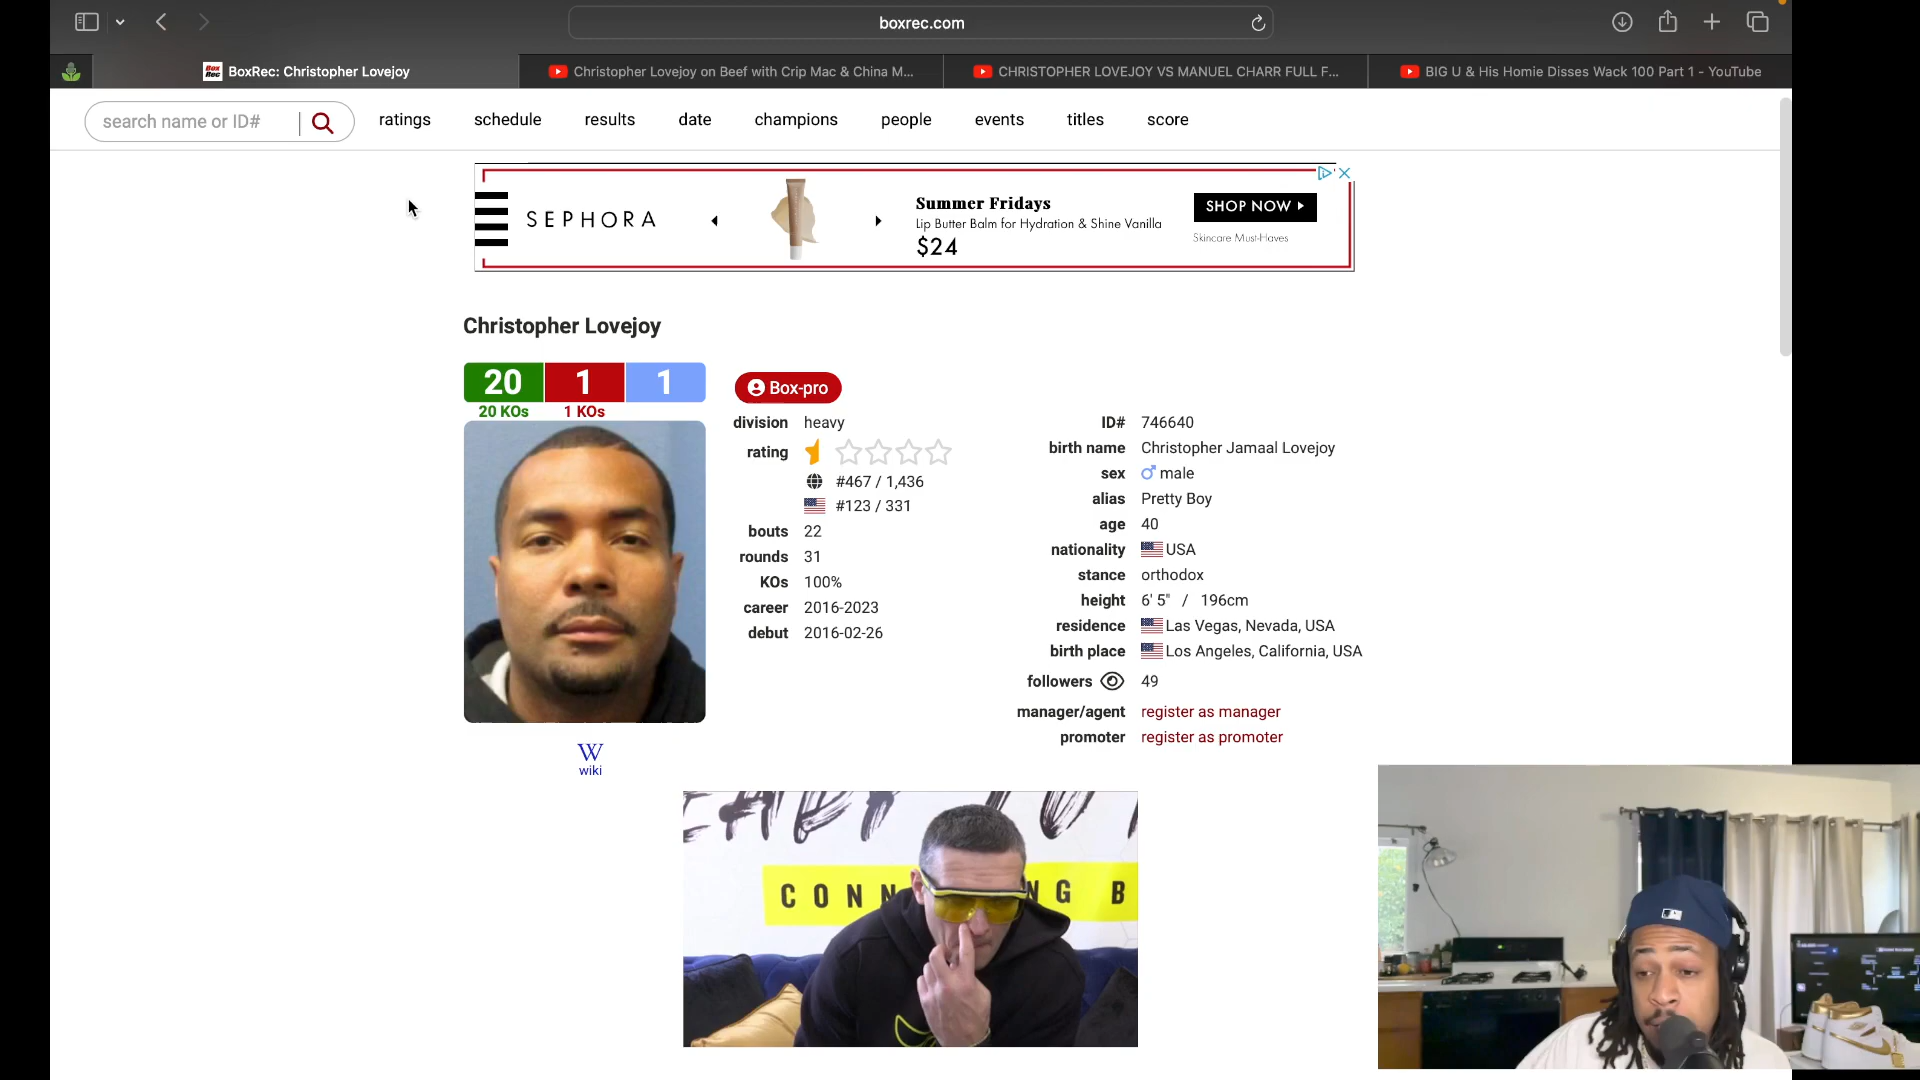 boxrec.com
BoxRec: Christopher Lovejoy
Christopher Lovejoy on Beef with Crip Mac & China M...
CHRISTOPHER LOVEJOY VS MANUEL CHARR FULL F...
BIG U & His Homie Disses Wack 100 Part 1 - YouTube
search name or ID#
ratings
schedule
results
date
champions
people
events
titles
score
SEPHORA
Summer Fridays
Lip Butter Balm for Hydration & Shine Vanilla
$24
SHOP NOW
Skincare Must-Haves
Christopher Lovejoy
20 1 1
20 KOs 1 KOs
Box-pro
division heavy
rating
#467 / 1,436
#123 / 331
bouts 22
rounds 31
KOs 100%
career 2016-2023
debut 2016-02-26
ID# 746640
birth name Christopher Jamaal Lovejoy
sex male
alias Pretty Boy
age 40
nationality USA
stance orthodox
height 6' 5" / 196cm
residence Las Vegas, Nevada, USA
birth place Los Angeles, California, USA
followers 49
manager/agent register as manager
promoter register as promoter
W
wiki
CONN NG B